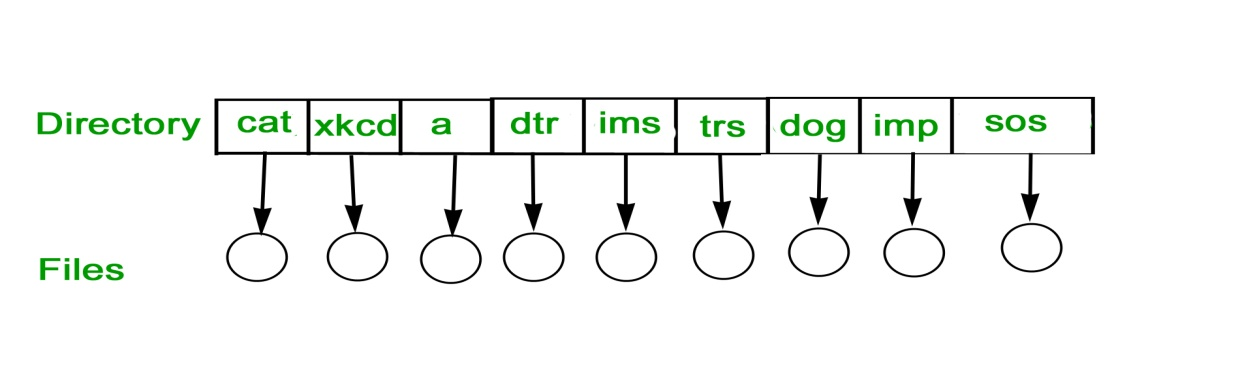 Directory cat xkcd a dtr ims trs dog imp sos
Files